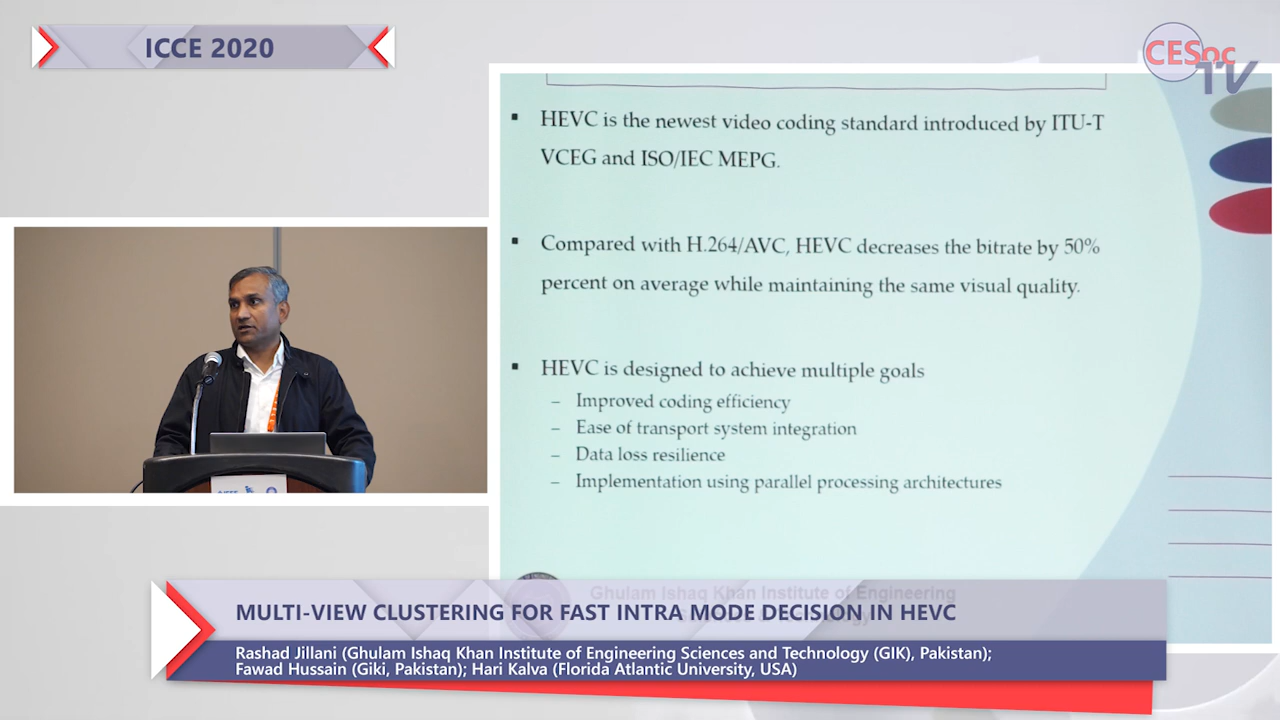 ICCE 2020
CESoc
TV
▪ HEVC is the newest video coding standard introduced by ITU-T
VCEG and ISO/IEC MEPG.
▪ Compared with H.264/AVC, HEVC decreases the bitrate by 50%
percent on average while maintaining the same visual quality.
▪ HEVC is designed to achieve multiple goals
– Improved coding efficiency
– Ease of transport system integration
– Data loss resilience
– Implementation using parallel processing architectures
Ghulam Ishaq Khan Institute of Engineering
MULTI-VIEW CLUSTERING FOR FAST INTRA MODE DECISION IN HEVC
Rashad Jillani (Ghulam Ishaq Khan Institute of Engineering Sciences and Technology (GIK), Pakistan);
Fawad Hussain (Giki, Pakistan); Hari Kalva (Florida Atlantic University, USA)